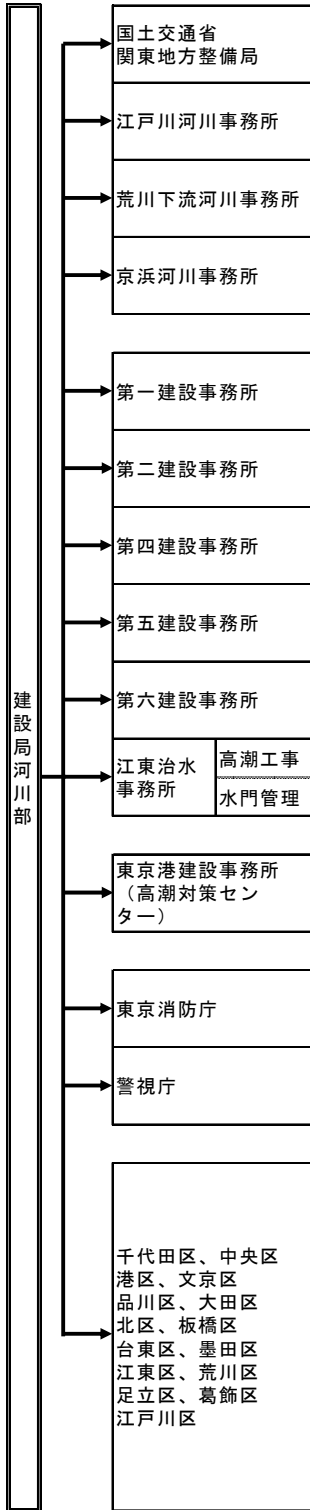 国土交通省
関東地方整備局
江戸川河川事務所
荒川下流河川事務所
京浜河川事務所
第一建設事務所
第二建設事務所
第四建設事務所
第五建設事務所
第六建設事務所
建設局河川部
江東治水
事務所
高潮工事
水門管理
東京港建設事務所
（高潮対策セン
ター）
東京消防庁
警視庁
千代田区、中央区
港区、文京区
品川区、大田区
北区、板橋区
台東区、墨田区
江東区、荒川区
足立区、葛飾区
江戸川区